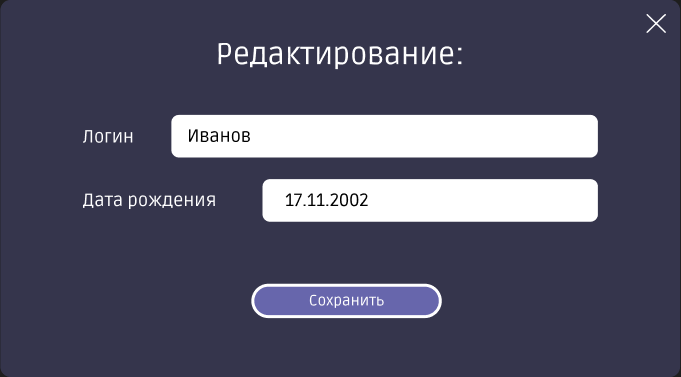 Редактирование:
Логин
Иванов
Дата рождения
17.11.2002
Сохранить